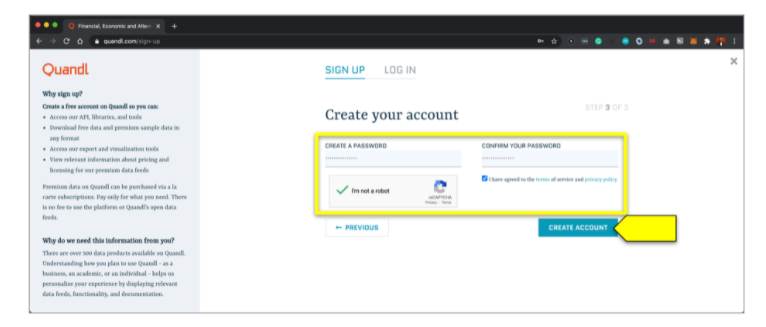 Quandl, Financial, Economic and Altern
quandl.com/sign-up
Quandl
Why sign up?
Create a free account on Quandl so you can:
• Access our API, libraries, and tools
• Download free data and premium sample data in
any format
• Access our export and visualization tools
• View relevant information about pricing and
licensing for our premium data feeds
Premium data on Quandl can be purchased via a la
carte subscriptions. Pay only for what you need. There
is no fee to use the platform or Quandl's open data
feeds.
Why do we need this information from you?
There are over 500 data products available on Quandl.
Understanding how you plan to use Quandl - as a
business, an academic, or an individual - helps us
personalize your experience by displaying relevant
data feeds, functionality, and documentation.
SIGN UP LOG IN
Create your account
STEP 3 OF 3
CREATE A PASSWORD
CONFIRM YOUR PASSWORD
I'm not a robot
reCAPTCHA
Privacy - Terms
I have agreed to the terms of service and privacy policy
← PREVIOUS
CREATE ACCOUNT